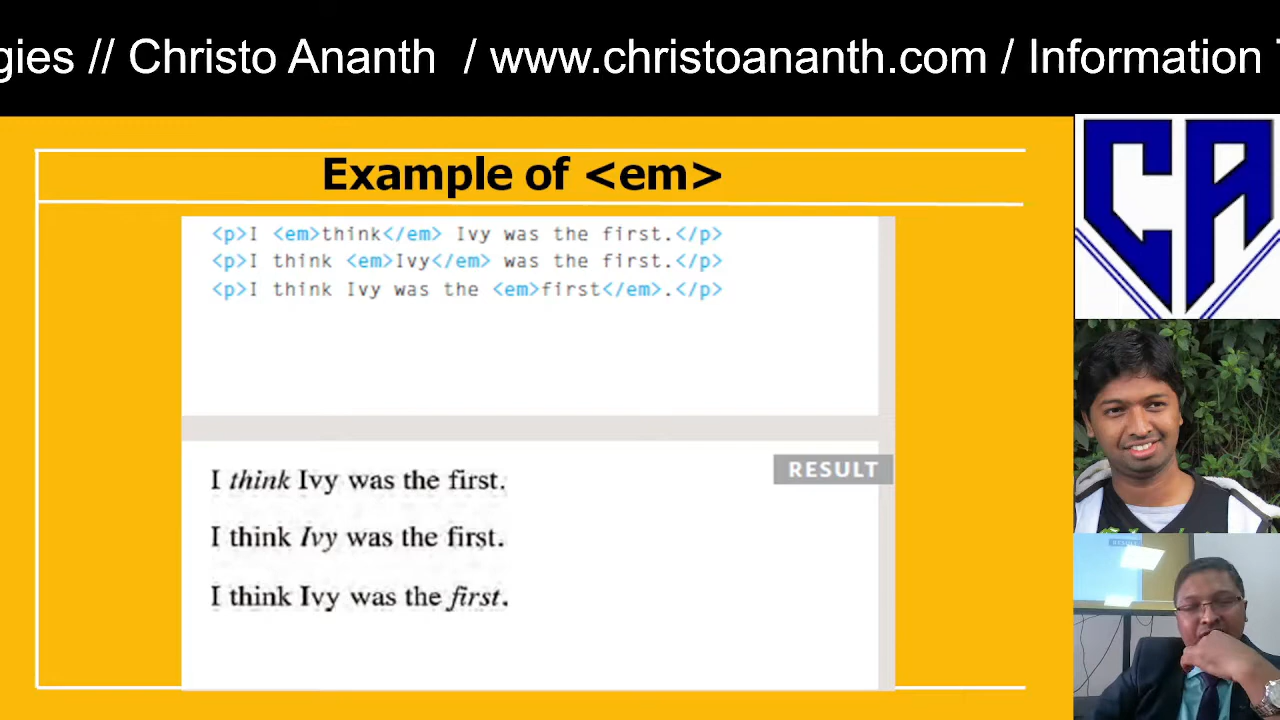 gies // Christo Ananth / www.christoananth.com / Information
Example of <em>
<p>I <em>think</em> Ivy was the first.</p>
<p>I think <em>Ivy</em> was the first.</p>
<p>I think Ivy was the <em>first</em>.</p>
RESULT
I think Ivy was the first.
I think Ivy was the first.
I think Ivy was the first.
CA